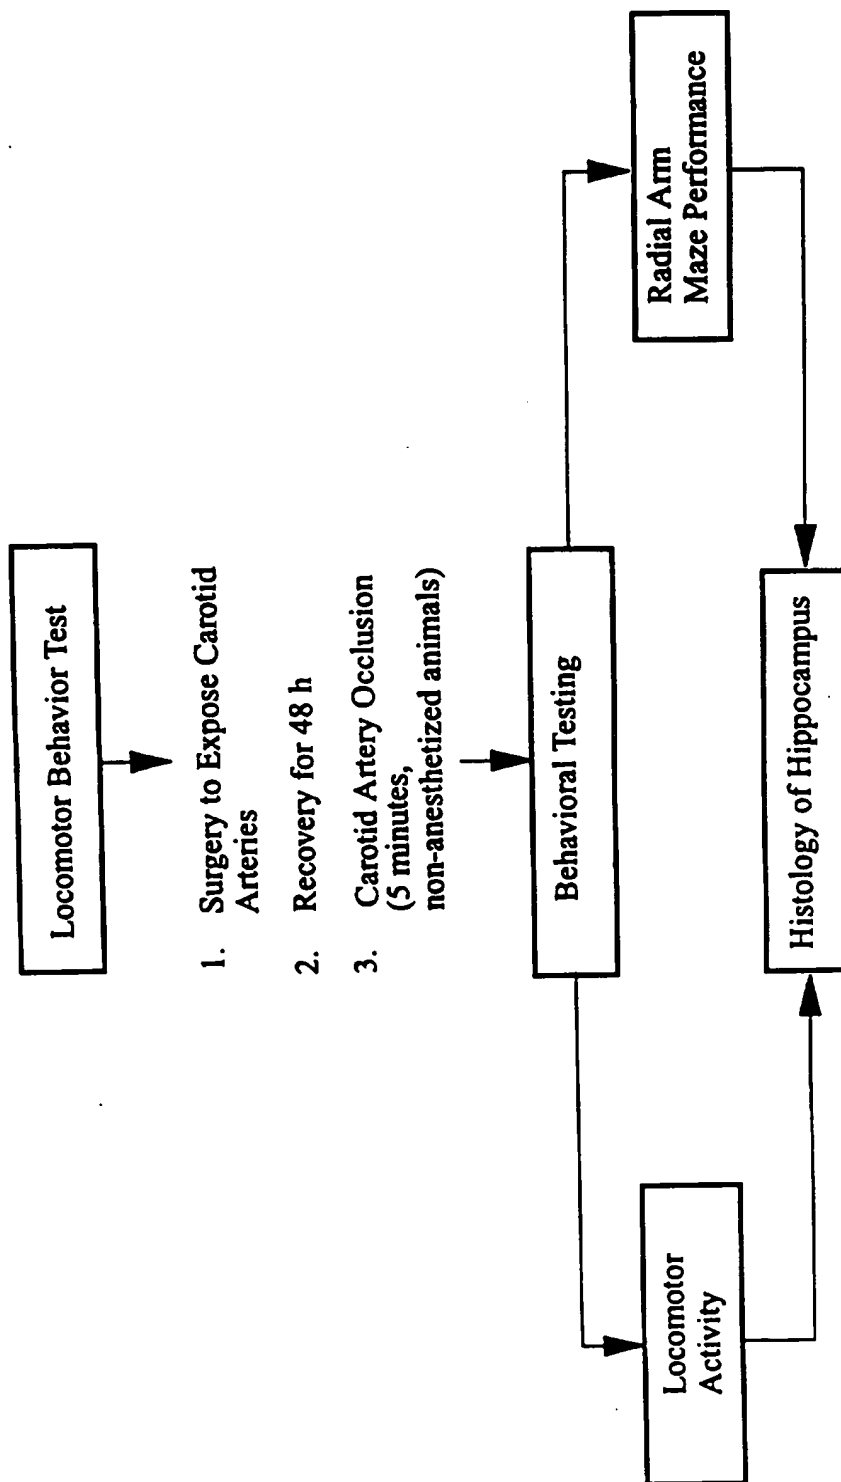 Locomotor Behavior Test
1. Surgery to Expose Carotid
Arteries
2. Recovery for 48 h
3. Carotid Artery Occlusion
(5 minutes,
non-anesthetized animals)
Behavioral Testing
Locomotor
Activity
Radial Arm
Maze Performance
Histology of Hippocampus